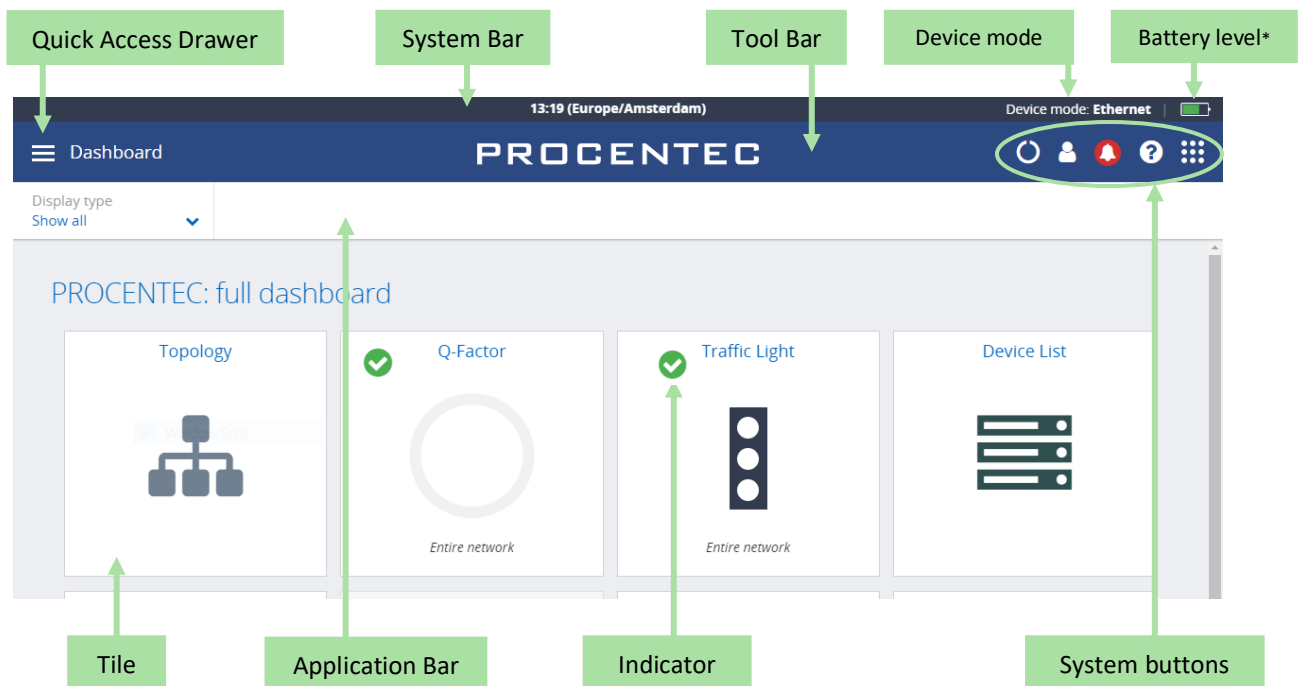 Quick Access Drawer
System Bar
Tool Bar
Device mode
Battery level*
13:19 (Europe/Amsterdam)
Device mode: Ethernet |
Dashboard
PROCENTEC
?
Display type
Show all
PROCENTEC: full dashboard
Topology
Q-Factor
Traffic Light
Device List
Entire network
Entire network
Tile
Application Bar
Indicator
System buttons